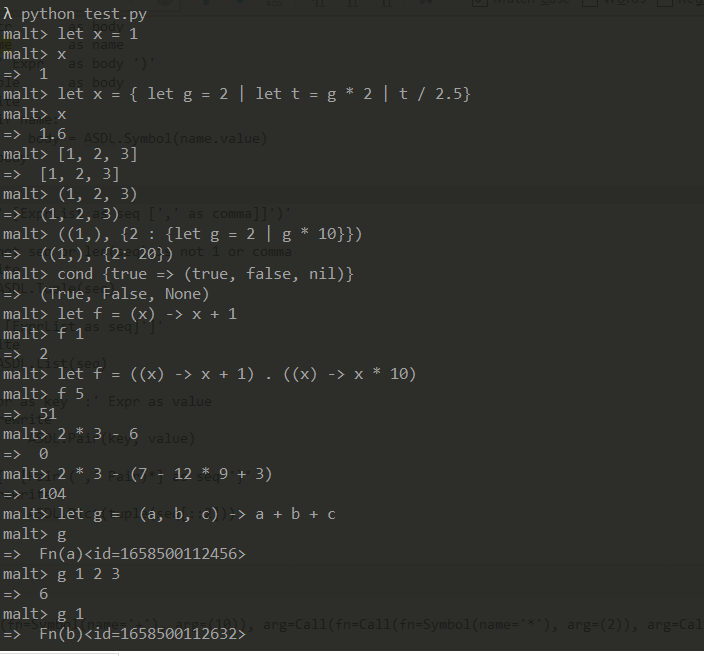 λ python test.py
malt> let x = 1
malt> x
=>  1
malt> let x = { let g = 2 | let t = g * 2 | t / 2.5}
malt> x
=>  1.6
malt> [1, 2, 3]
=>  [1, 2, 3]
malt> (1, 2, 3)
=>  (1, 2, 3)
malt> ((1,), {2 : {let g = 2 | g * 10}})
=>  ((1,), {2: 20})
malt> cond {true => (true, false, nil)}
=>  (True, False, None)
malt> let f = (x) -> x + 1
malt> f 1
=>  2
malt> let f = ((x) -> x + 1) . ((x) -> x * 10)
malt> f 5
=>  51
malt> 2 * 3 - 6
=>  0
malt> 2 * 3 - (7 - 12 * 9 + 3)
=>  104
malt> let g =  (a, b, c) -> a + b + c
malt> g
=>  Fn(a)<id=1658500112456>
malt> g 1 2 3
=>  6
malt> g 1
=>  Fn(b)<id=1658500112632>